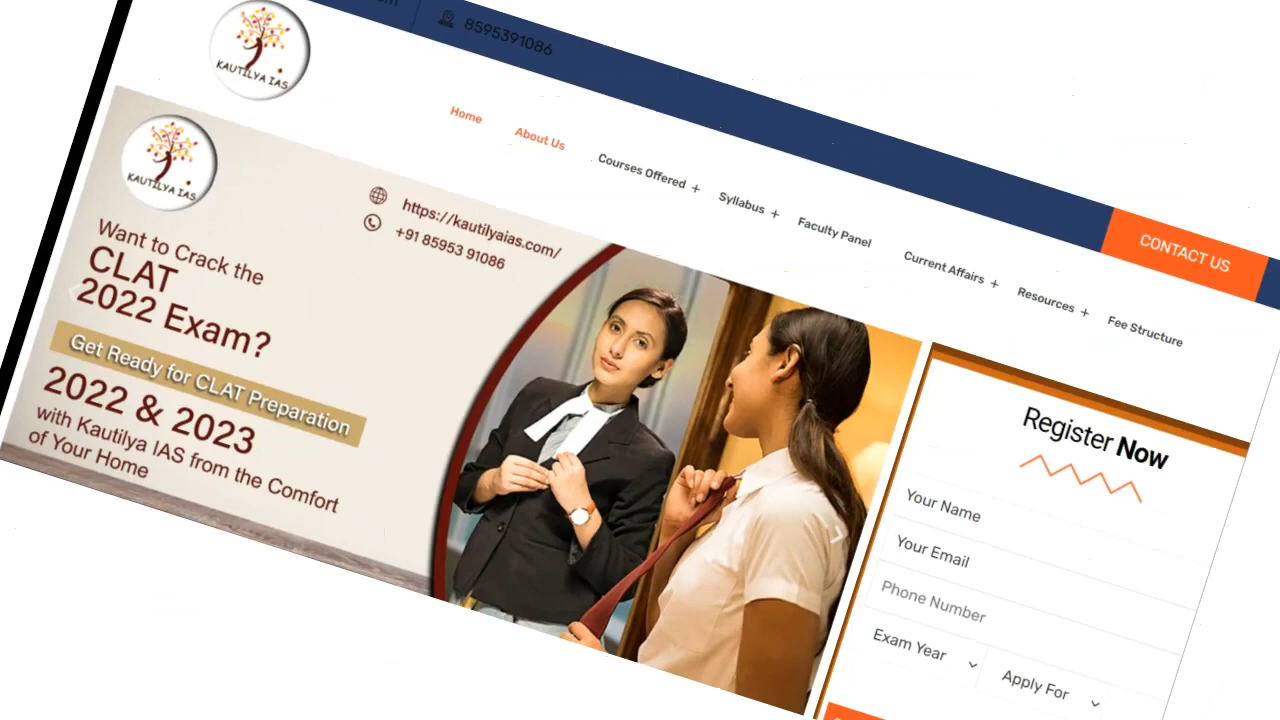 8595391086
KAUTILYA IAS
Home
About Us
Courses Offered +
Syllabus +
Faculty Panel
Current Affairs +
Resources +
Fee Structure
CONTACT US
KAUTILYA IAS
https://kautilyaias.com/
+91 85953 91086
Want to Crack the
CLAT
2022 Exam?
Get Ready for CLAT Preparation
2022 & 2023
with Kautilya IAS from the Comfort
of Your Home
Register Now
Your Name
Your Email
Phone Number
Exam Year
Apply For